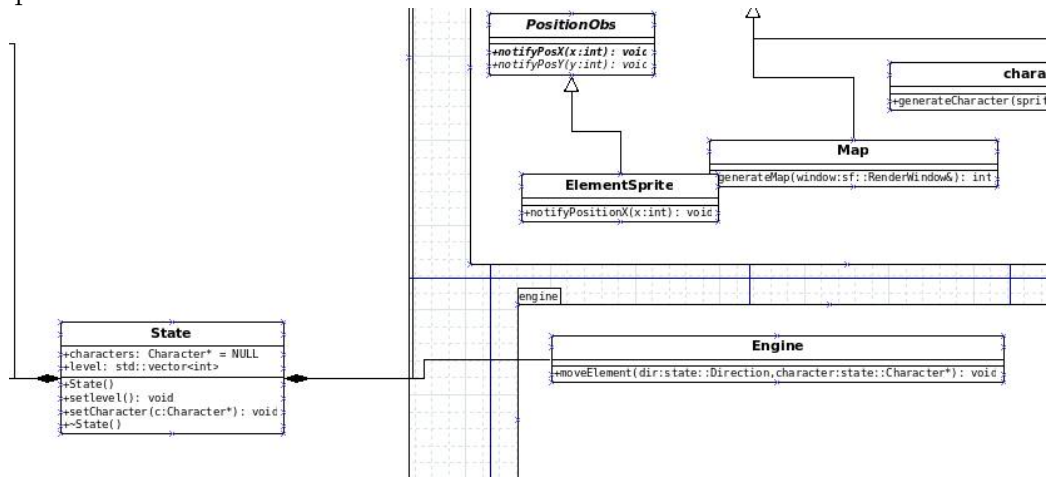 PositionObs
+notifyPosX(x:int): void
+notifyPosY(y:int): void
chara
+generateCharacter(sprit
Map
generateMap(window:sf::RenderWindow&): int
ElementSprite
+notifyPositionX(x:int): void
engine
State
+characters: Character* = NULL
+level: std::vector<int>
+State()
+setlevel(): void
+setCharacter(c:Character*): void
+~State()
Engine
+moveElement(dir:state::Direction,character:state::Character*): void